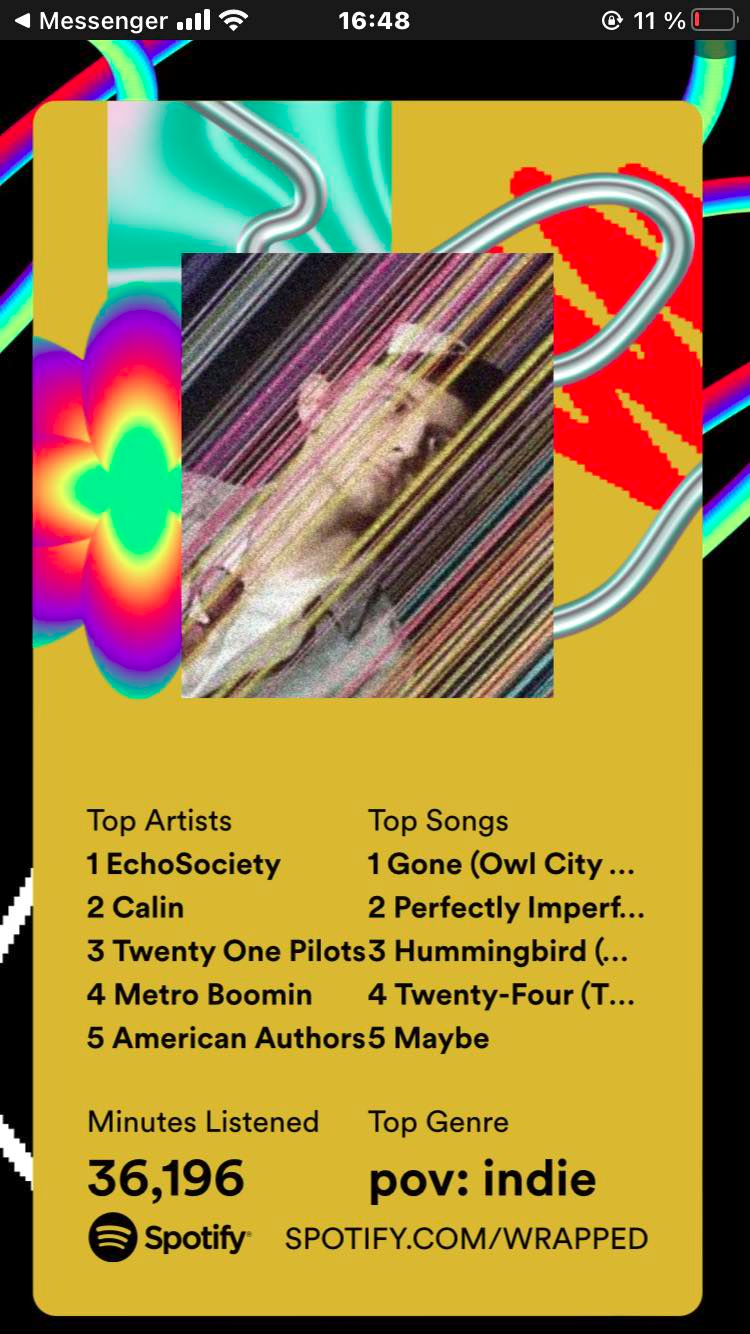 Messenger 16:48 11 %
Top Artists
1 EchoSociety
2 Calin
3 Twenty One Pilots
4 Metro Boomin
5 American Authors
Top Songs
1 Gone (Owl City ...
2 Perfectly Imperf...
3 Hummingbird (...
4 Twenty-Four (T...
5 Maybe
Minutes Listened
36,196
Top Genre
pov: indie
Spotify®
SPOTIFY.COM/WRAPPED